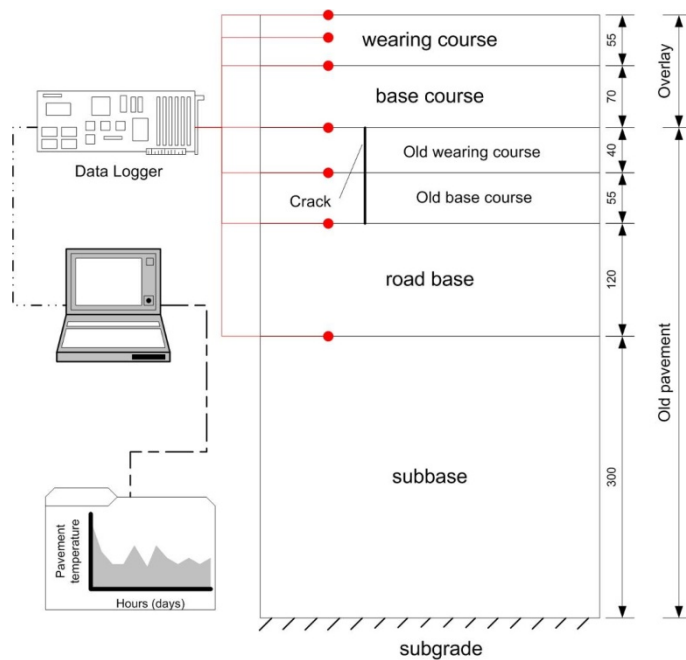 wearing course
55
Overlay
base course
70
Data Logger
Old wearing course
40
Crack
Old base course
55
road base
120
Old pavement
subbase
300
Pavement
temperature
Hours (days)
subgrade